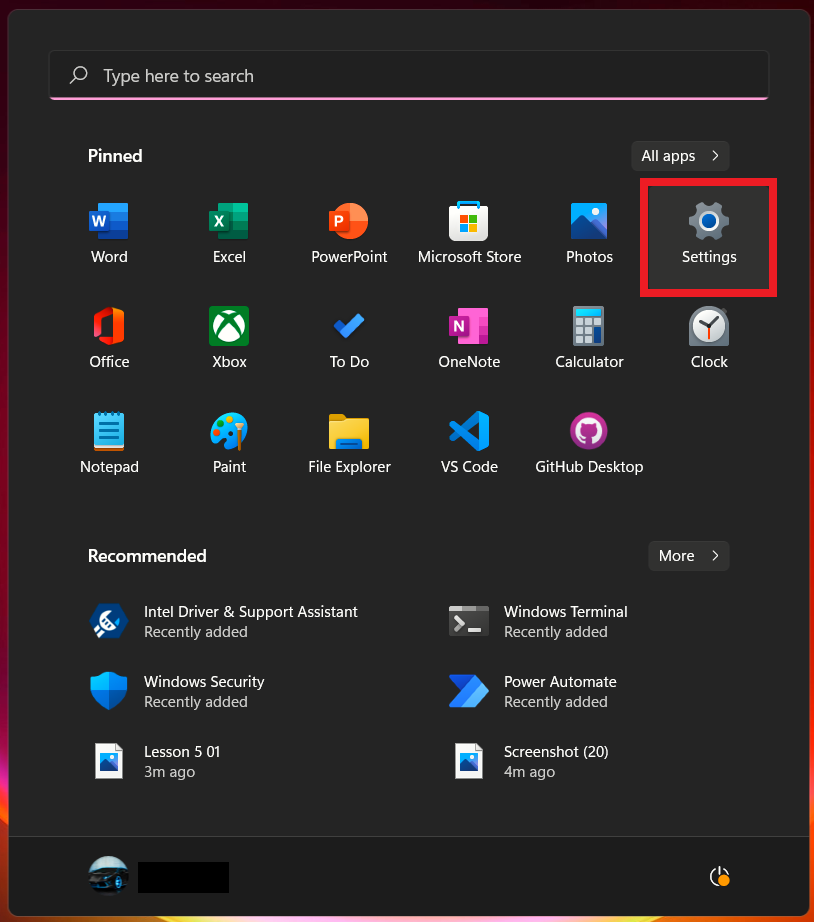 Type here to search
Pinned
All apps
Word
Excel
PowerPoint
Microsoft Store
Photos
Settings
Office
Xbox
To Do
OneNote
Calculator
Clock
Notepad
Paint
File Explorer
VS Code
GitHub Desktop
Recommended
More
Intel Driver & Support Assistant
Recently added
Windows Terminal
Recently added
Windows Security
Recently added
Power Automate
Recently added
Lesson 5 01
3m ago
Screenshot (20)
4m ago